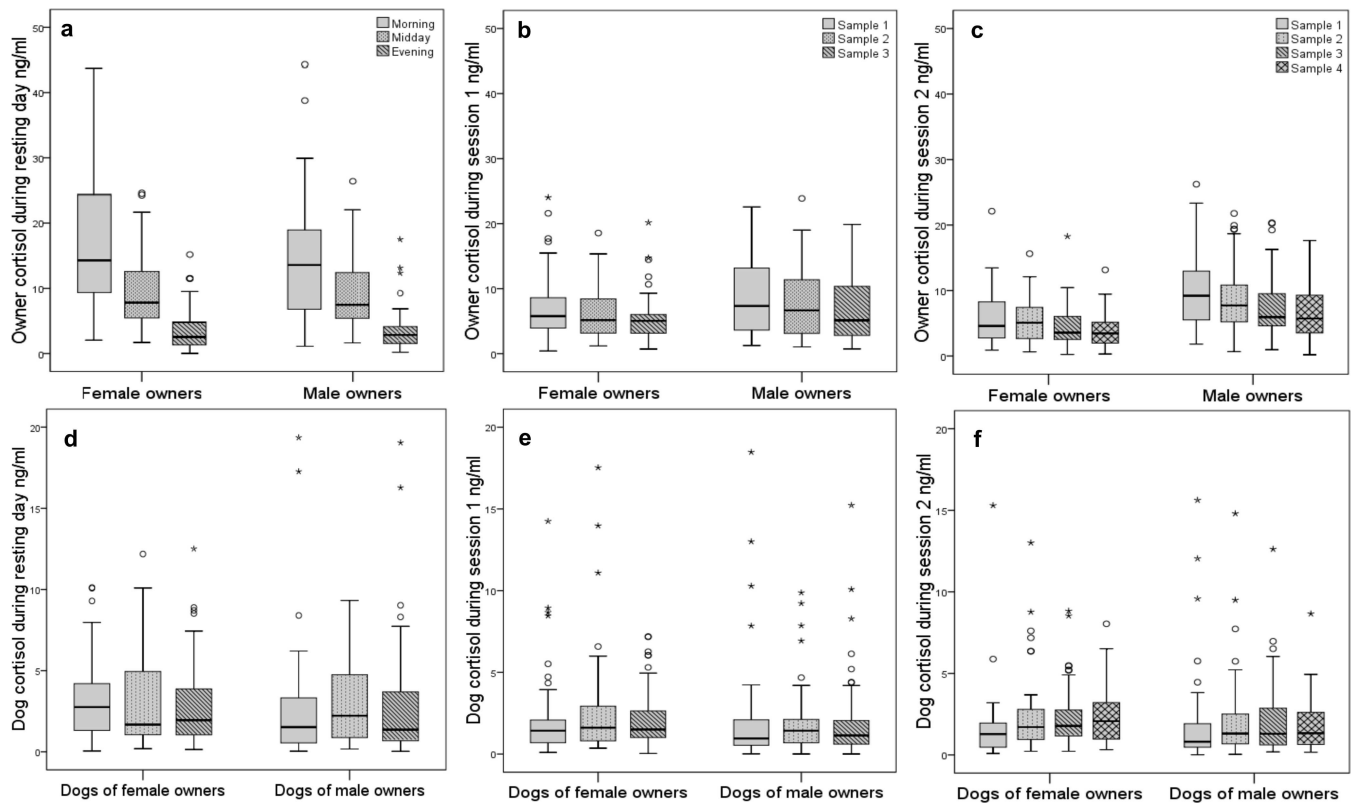 a
Owner cortisol during resting day ng/ml
50
40
30
20
10
0
Morning
Midday
Evening
Female owners
Male owners
b
Owner cortisol during session 1 ng/ml
50
40
30
20
10
0
Sample 1
Sample 2
Sample 3
Female owners
Male owners
c
Owner cortisol during session 2 ng/ml
50
40
30
20
10
0
Sample 1
Sample 2
Sample 3
Sample 4
Female owners
Male owners
d
Dog cortisol during resting day ng/ml
20
15
10
5
0
Dogs of female owners
Dogs of male owners
e
Dog cortisol during session 1 ng/ml
20
15
10
5
0
Dogs of female owners
Dogs of male owners
f
Dog cortisol during session 2 ng/ml
20
15
10
5
0
Dogs of female owners
Dogs of male owners